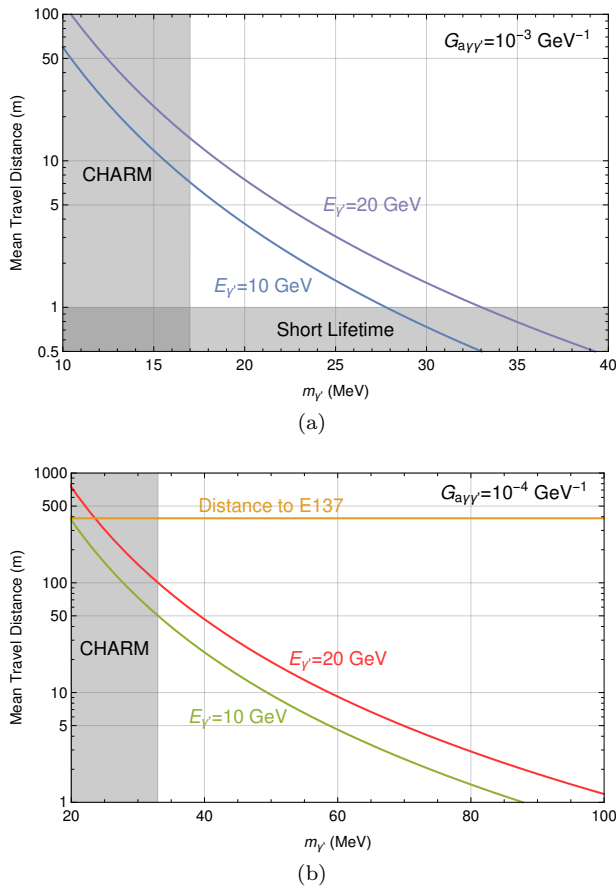 100
50
10
5
1
0.5
Mean Travel Distance (m)
G_{aγγ'}=10^{-3} GeV^{-1}
CHARM
E_{γ'}=20 GeV
E_{γ'}=10 GeV
Short Lifetime
10 15 20 25 30 35 40
m_{γ'} (MeV)
(a)
1000
500
100
50
10
5
1
Mean Travel Distance (m)
G_{aγγ'}=10^{-4} GeV^{-1}
Distance to E137
CHARM
E_{γ'}=20 GeV
E_{γ'}=10 GeV
20 40 60 80 100
m_{γ'} (MeV)
(b)